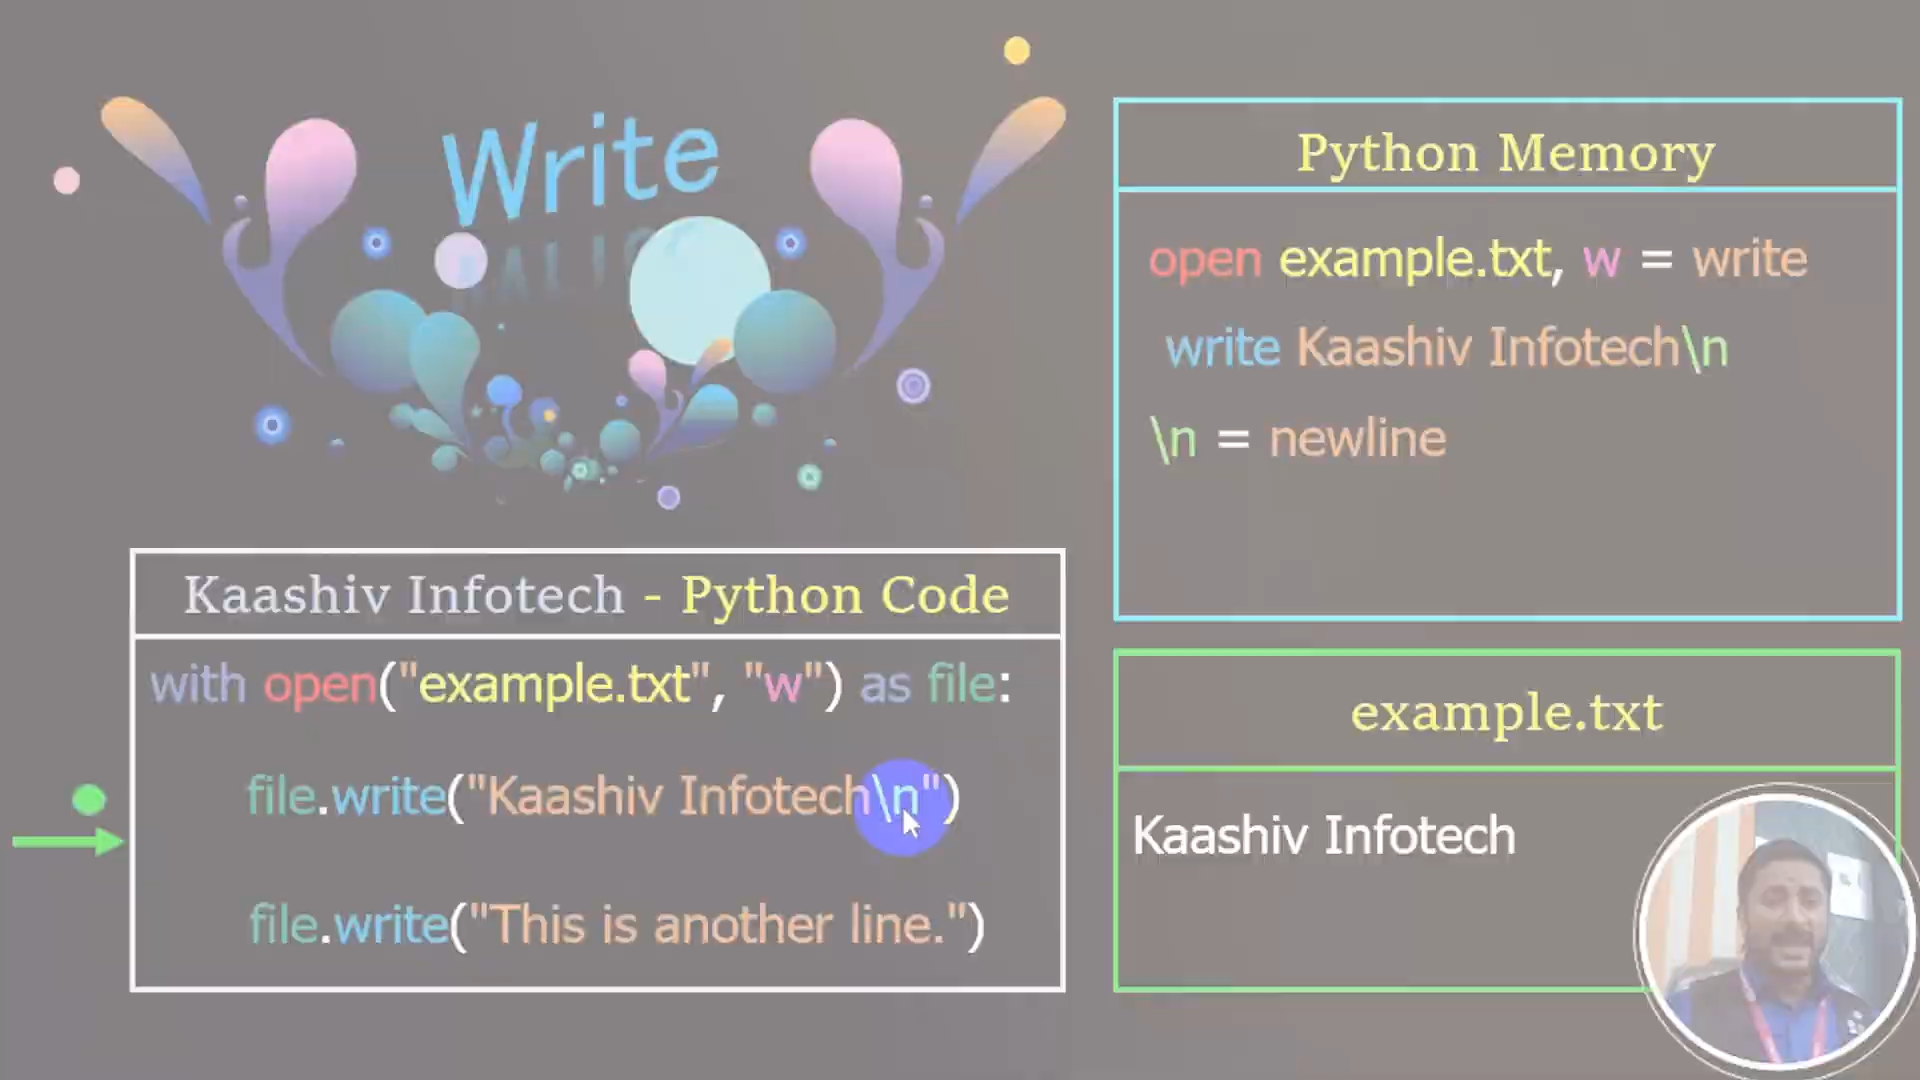 Write
Python Memory
open example.txt, w = write
write Kaashiv Infotech\n
\n = newline
Kaashiv Infotech - Python Code
with open("example.txt", "w") as file:
file.write("Kaashiv Infotech\n")
file.write("This is another line.")
example.txt
Kaashiv Infotech